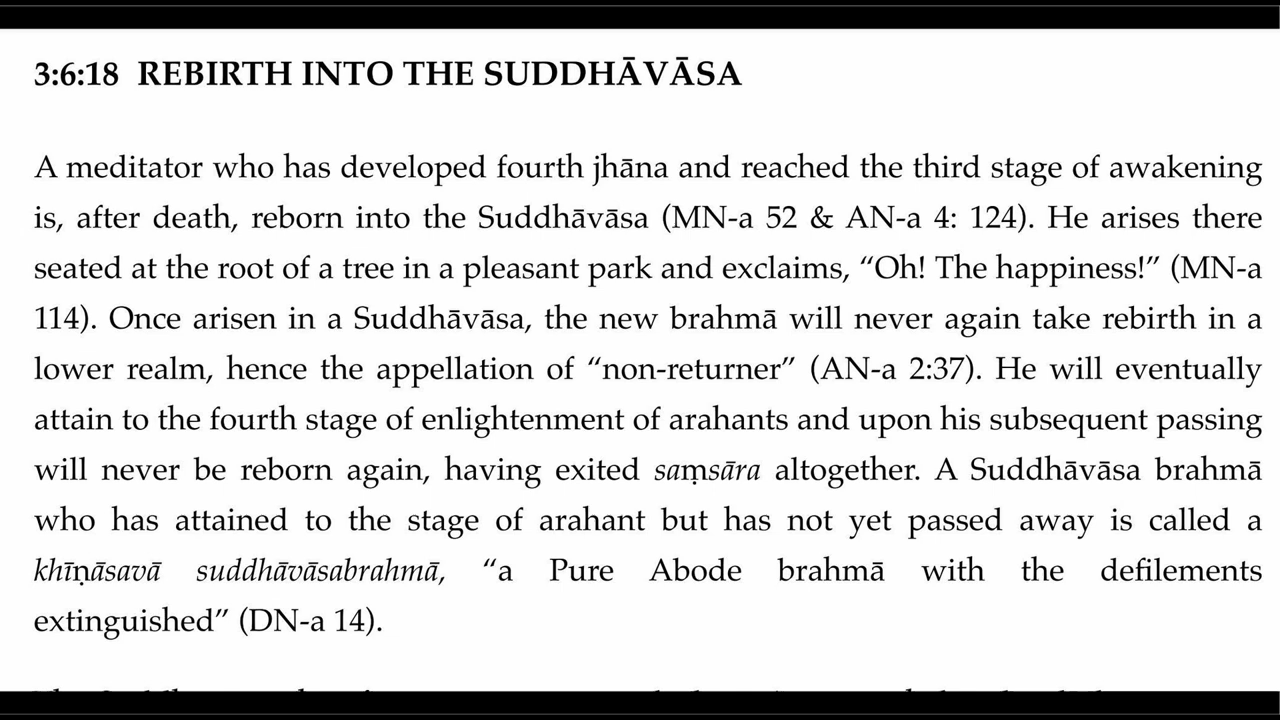 3:6:18 REBIRTH INTO THE SUDDHĀVĀSA
A meditator who has developed fourth jhāna and reached the third stage of awakening
is, after death, reborn into the Suddhāvāsa (MN-a 52 & AN-a 4: 124). He arises there
seated at the root of a tree in a pleasant park and exclaims, “Oh! The happiness!” (MN-a
114). Once arisen in a Suddhāvāsa, the new brahmā will never again take rebirth in a
lower realm, hence the appellation of “non-returner” (AN-a 2:37). He will eventually
attain to the fourth stage of enlightenment of arahants and upon his subsequent passing
will never be reborn again, having exited saṃsāra altogether. A Suddhāvāsa brahmā
who has attained to the stage of arahant but has not yet passed away is called a
khīṇāsavā suddhāvāsabrahmā, “a Pure Abode brahmā with the defilements
extinguished” (DN-a 14).